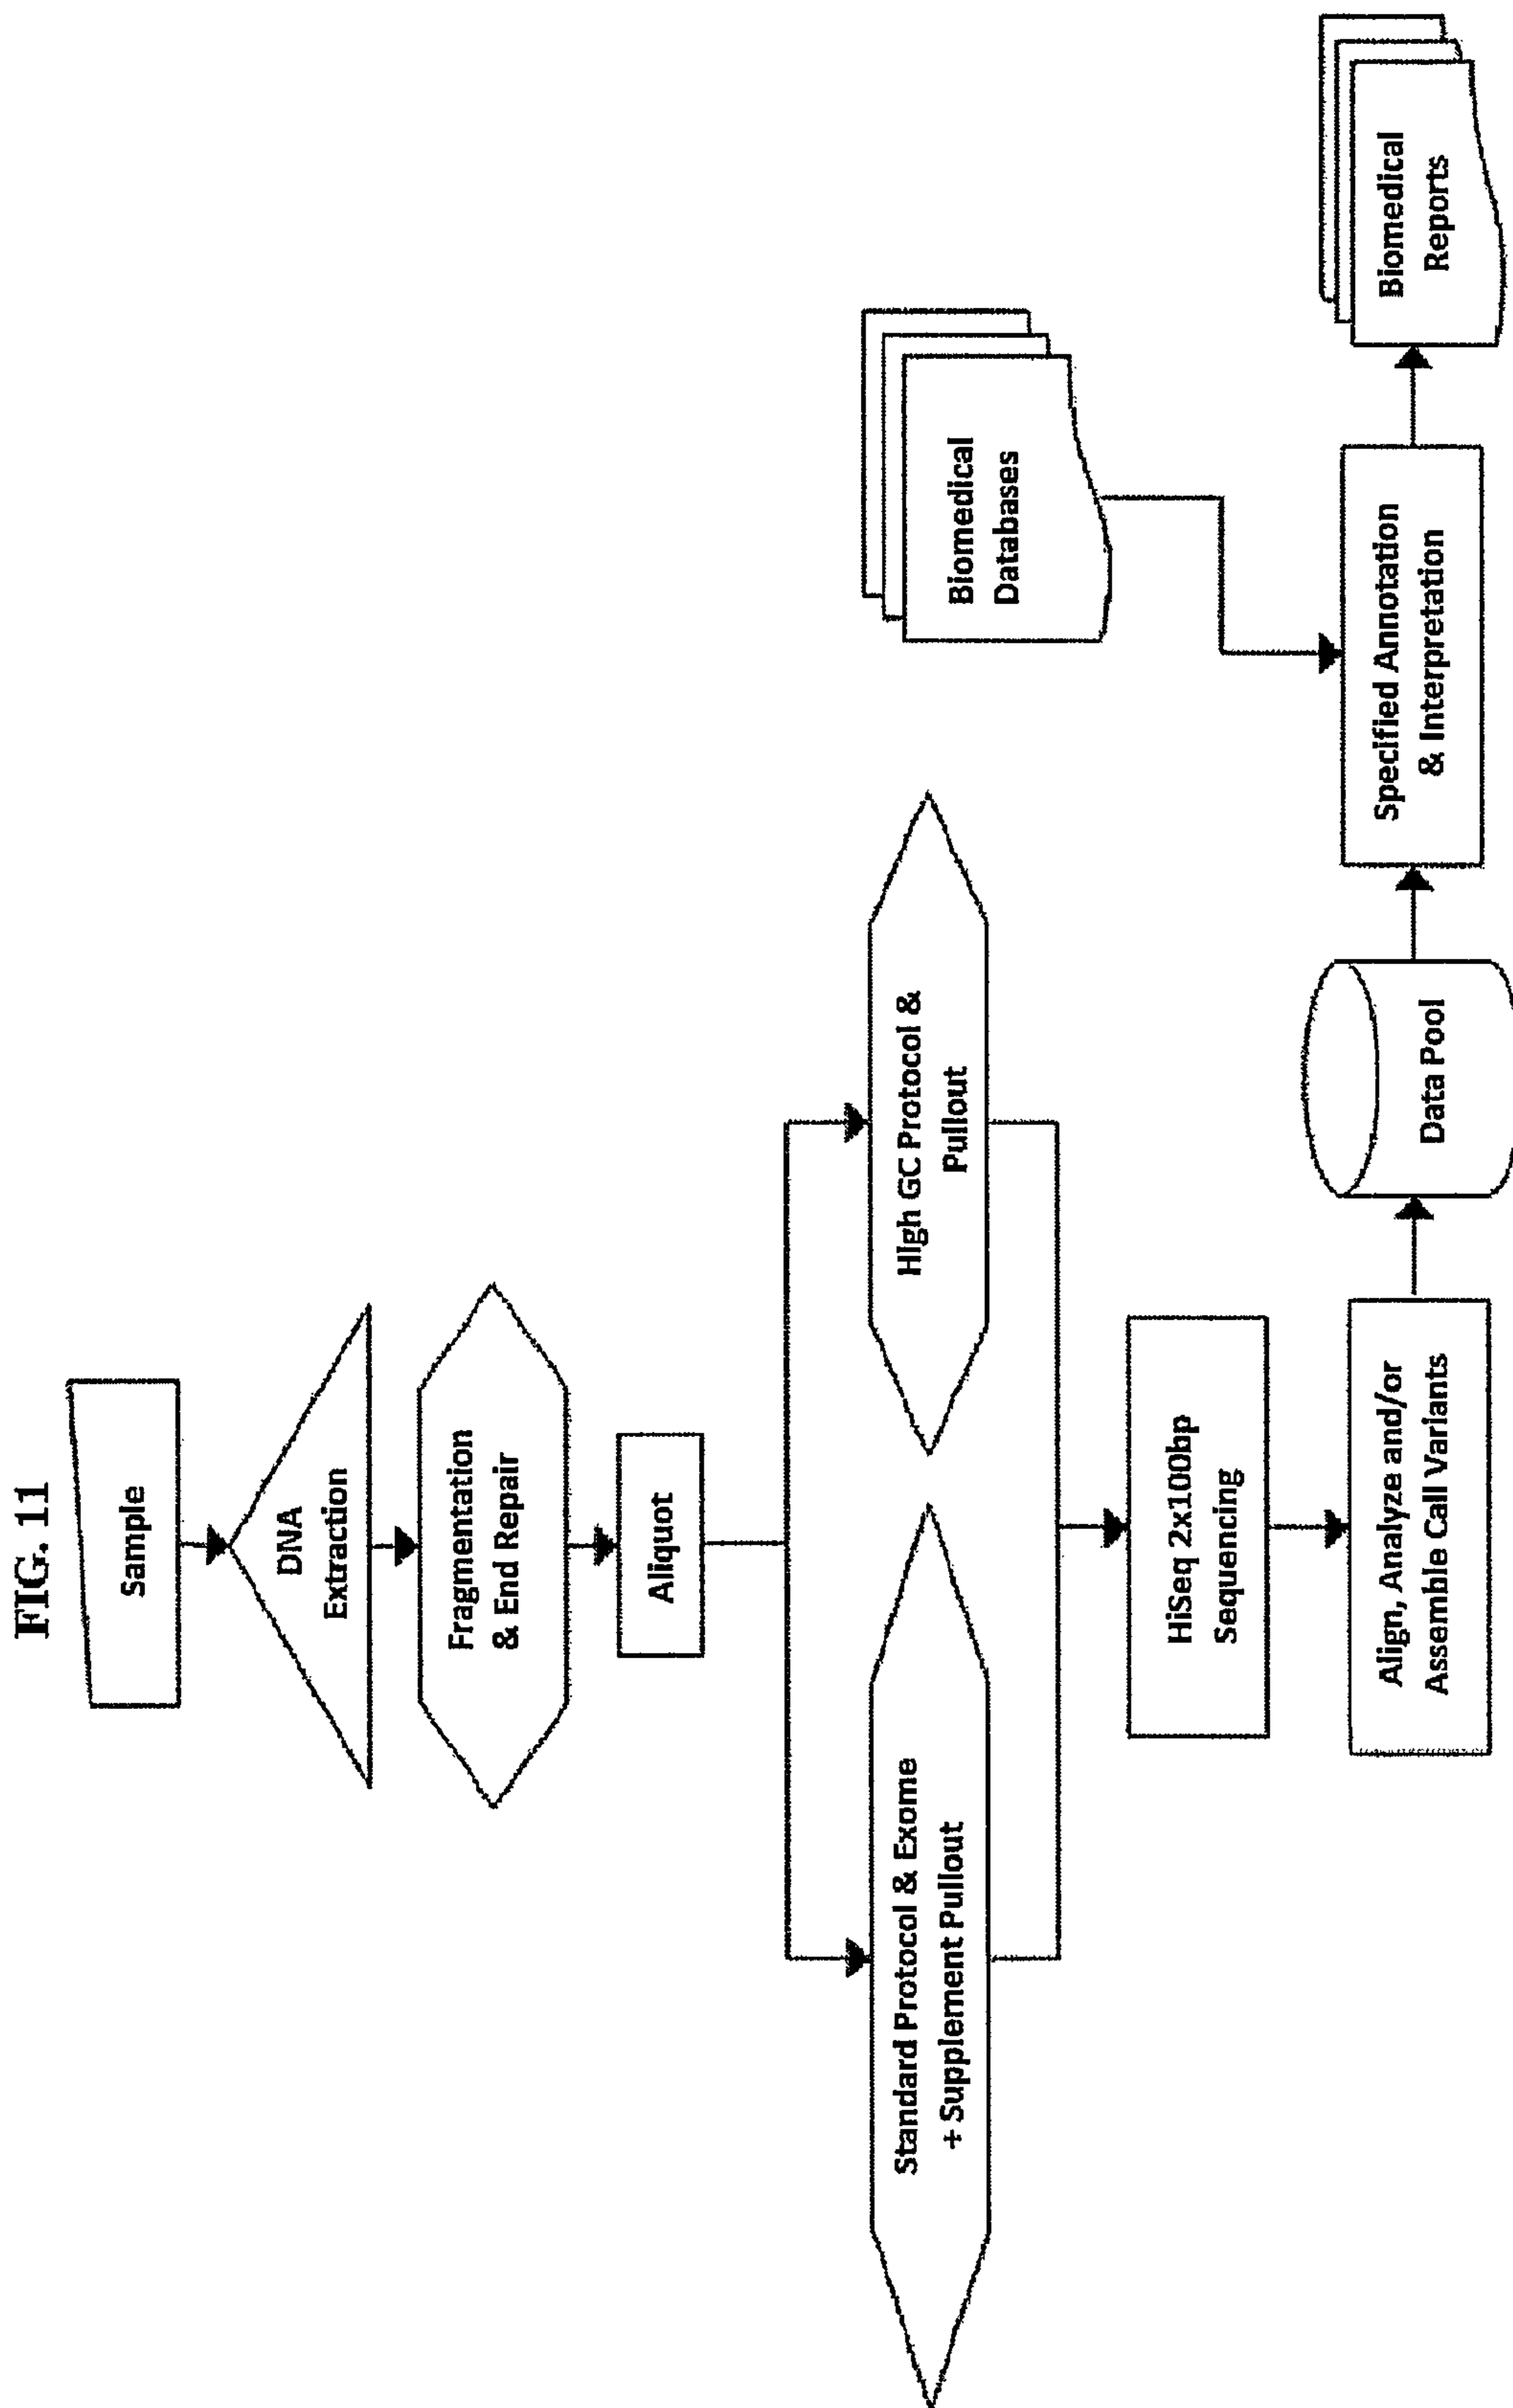 FIG. 11
Sample
DNA
Extraction
Fragmentation
& End Repair
Aliquot
Standard Protocol & Exome
+ Supplement Pullout
High GC Protocol &
Pullout
HiSeq 2x100bp
Sequencing
Align, Analyze and/or
Assemble Call Variants
Data Pool
Biomedical
Databases
Specified Annotation
& Interpretation
Biomedical
Reports